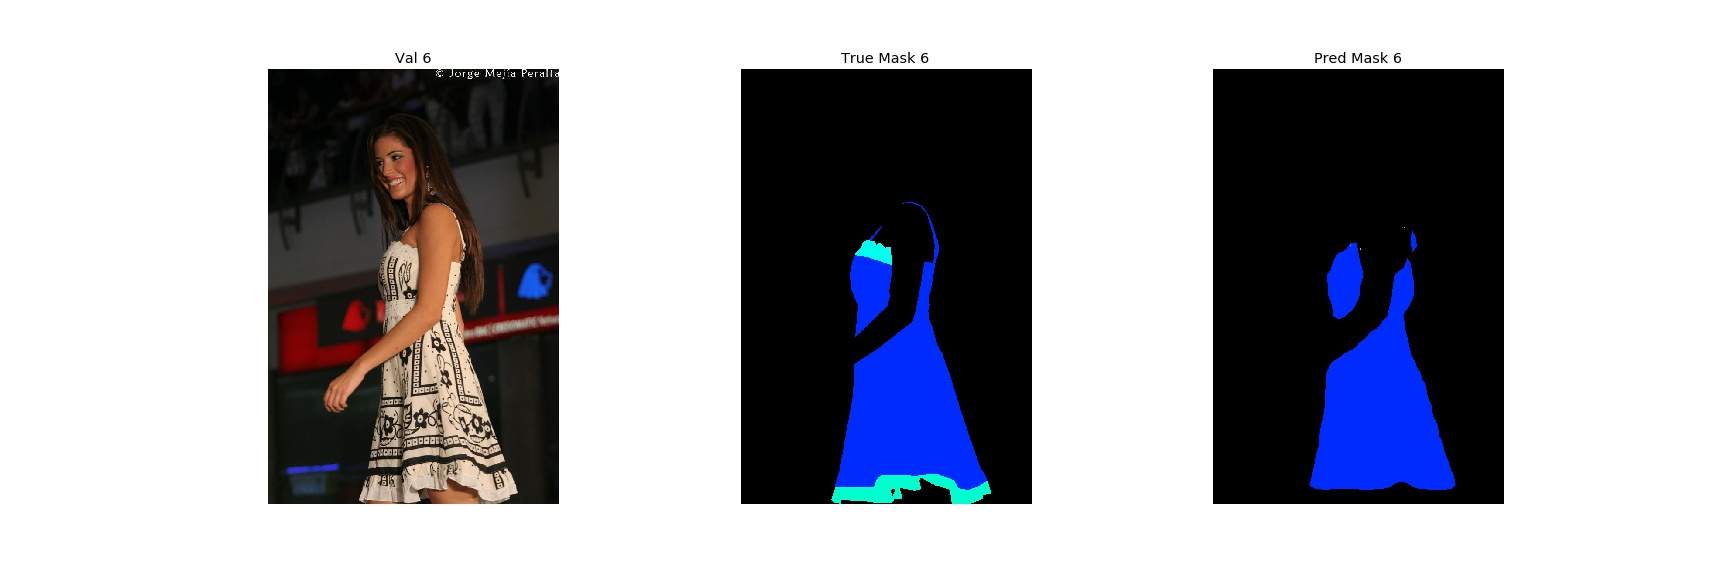 Val 6
True Mask 6
Pred Mask 6
© Jorge Mejía Peralta